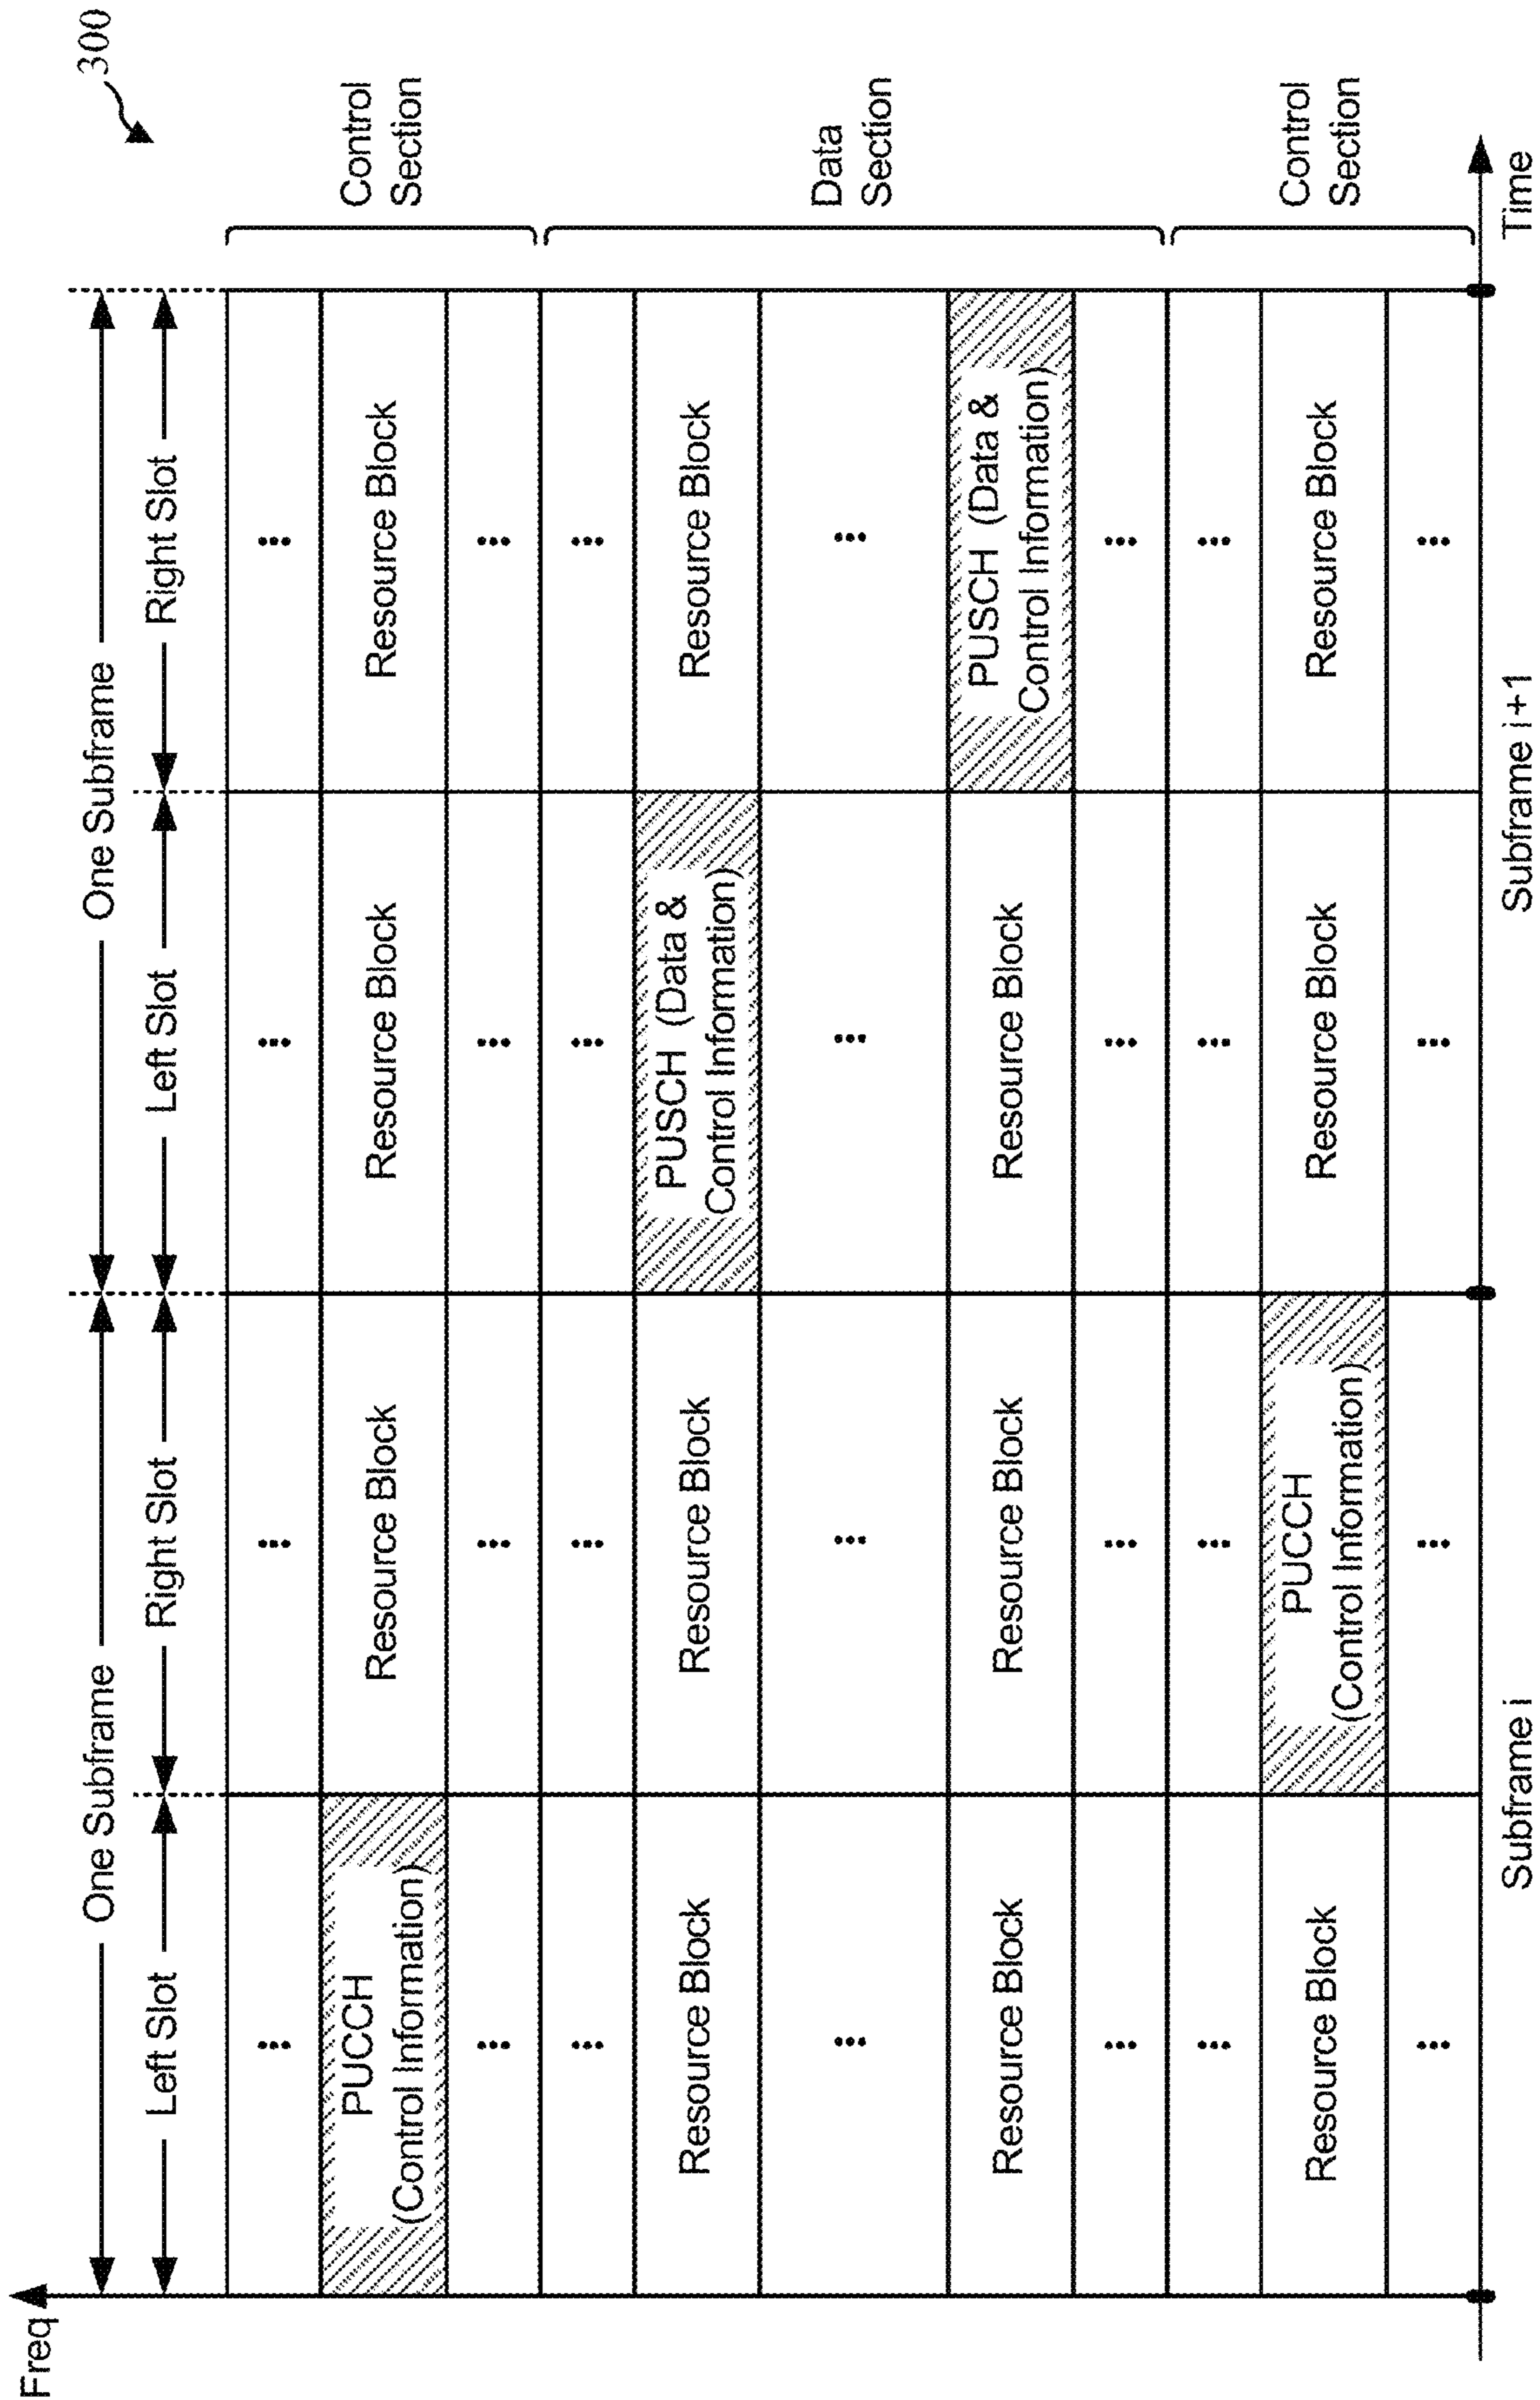 300
Freq
One Subframe
One Subframe
Left Slot
Right Slot
Left Slot
Right Slot
...
...
...
...
PUCCH
(Control Information)
Resource Block
Resource Block
Resource Block
Control
Section
...
...
...
...
...
...
...
...
Resource Block
Resource Block
PUSCH (Data &
Control Information)
Resource Block
...
...
...
...
Data
Section
Resource Block
Resource Block
Resource Block
PUSCH (Data &
Control Information)
...
...
...
...
...
...
...
...
Resource Block
PUCCH
(Control Information)
Resource Block
Resource Block
Control
Section
...
...
...
...
Subframe i
Subframe i+1
Time